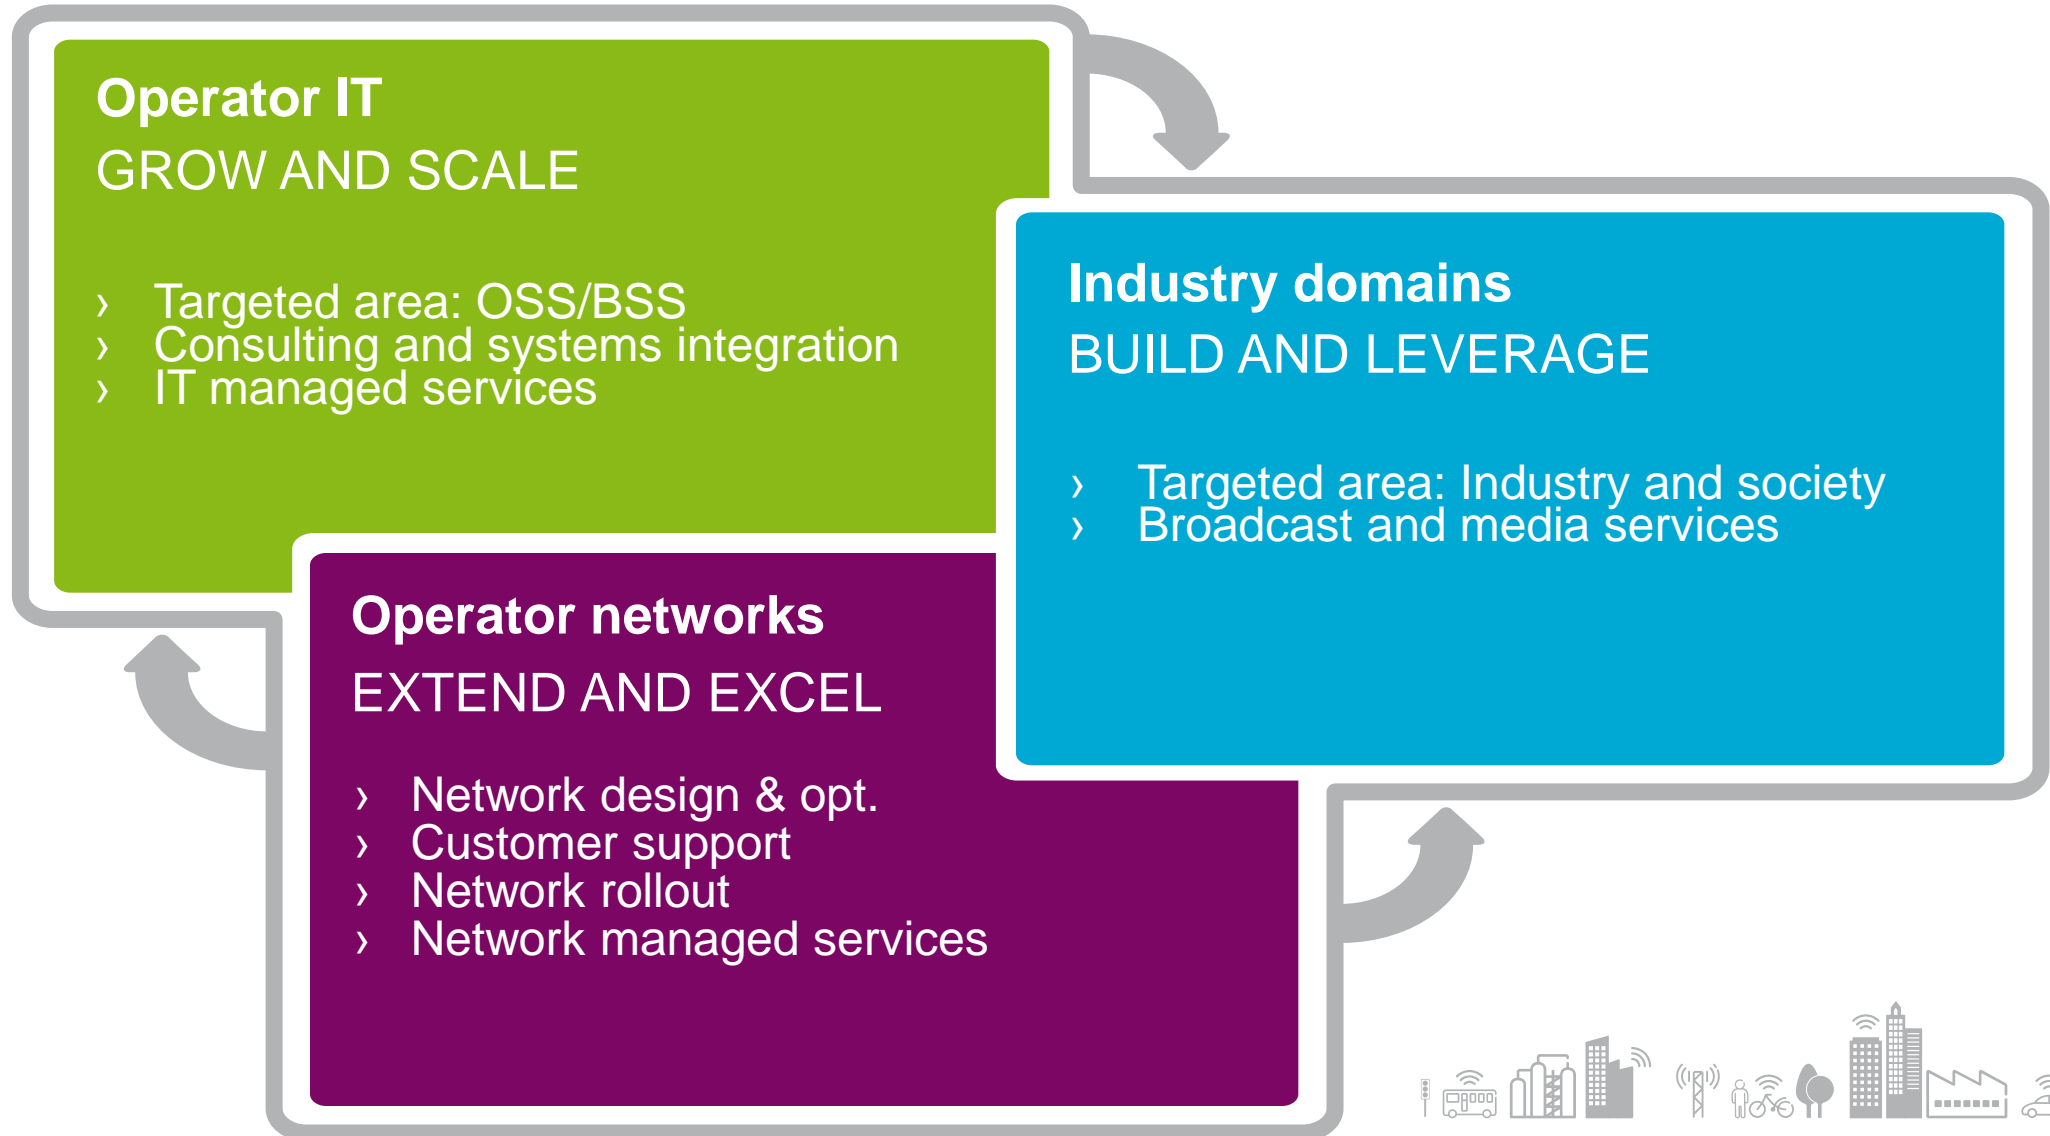 Operator IT
GROW AND SCALE
› Targeted area: OSS/BSS
› Consulting and systems integration
› IT managed services
Industry domains
BUILD AND LEVERAGE
› Targeted area: Industry and society
› Broadcast and media services
Operator networks
EXTEND AND EXCEL
› Network design & opt.
› Customer support
› Network rollout
› Network managed services